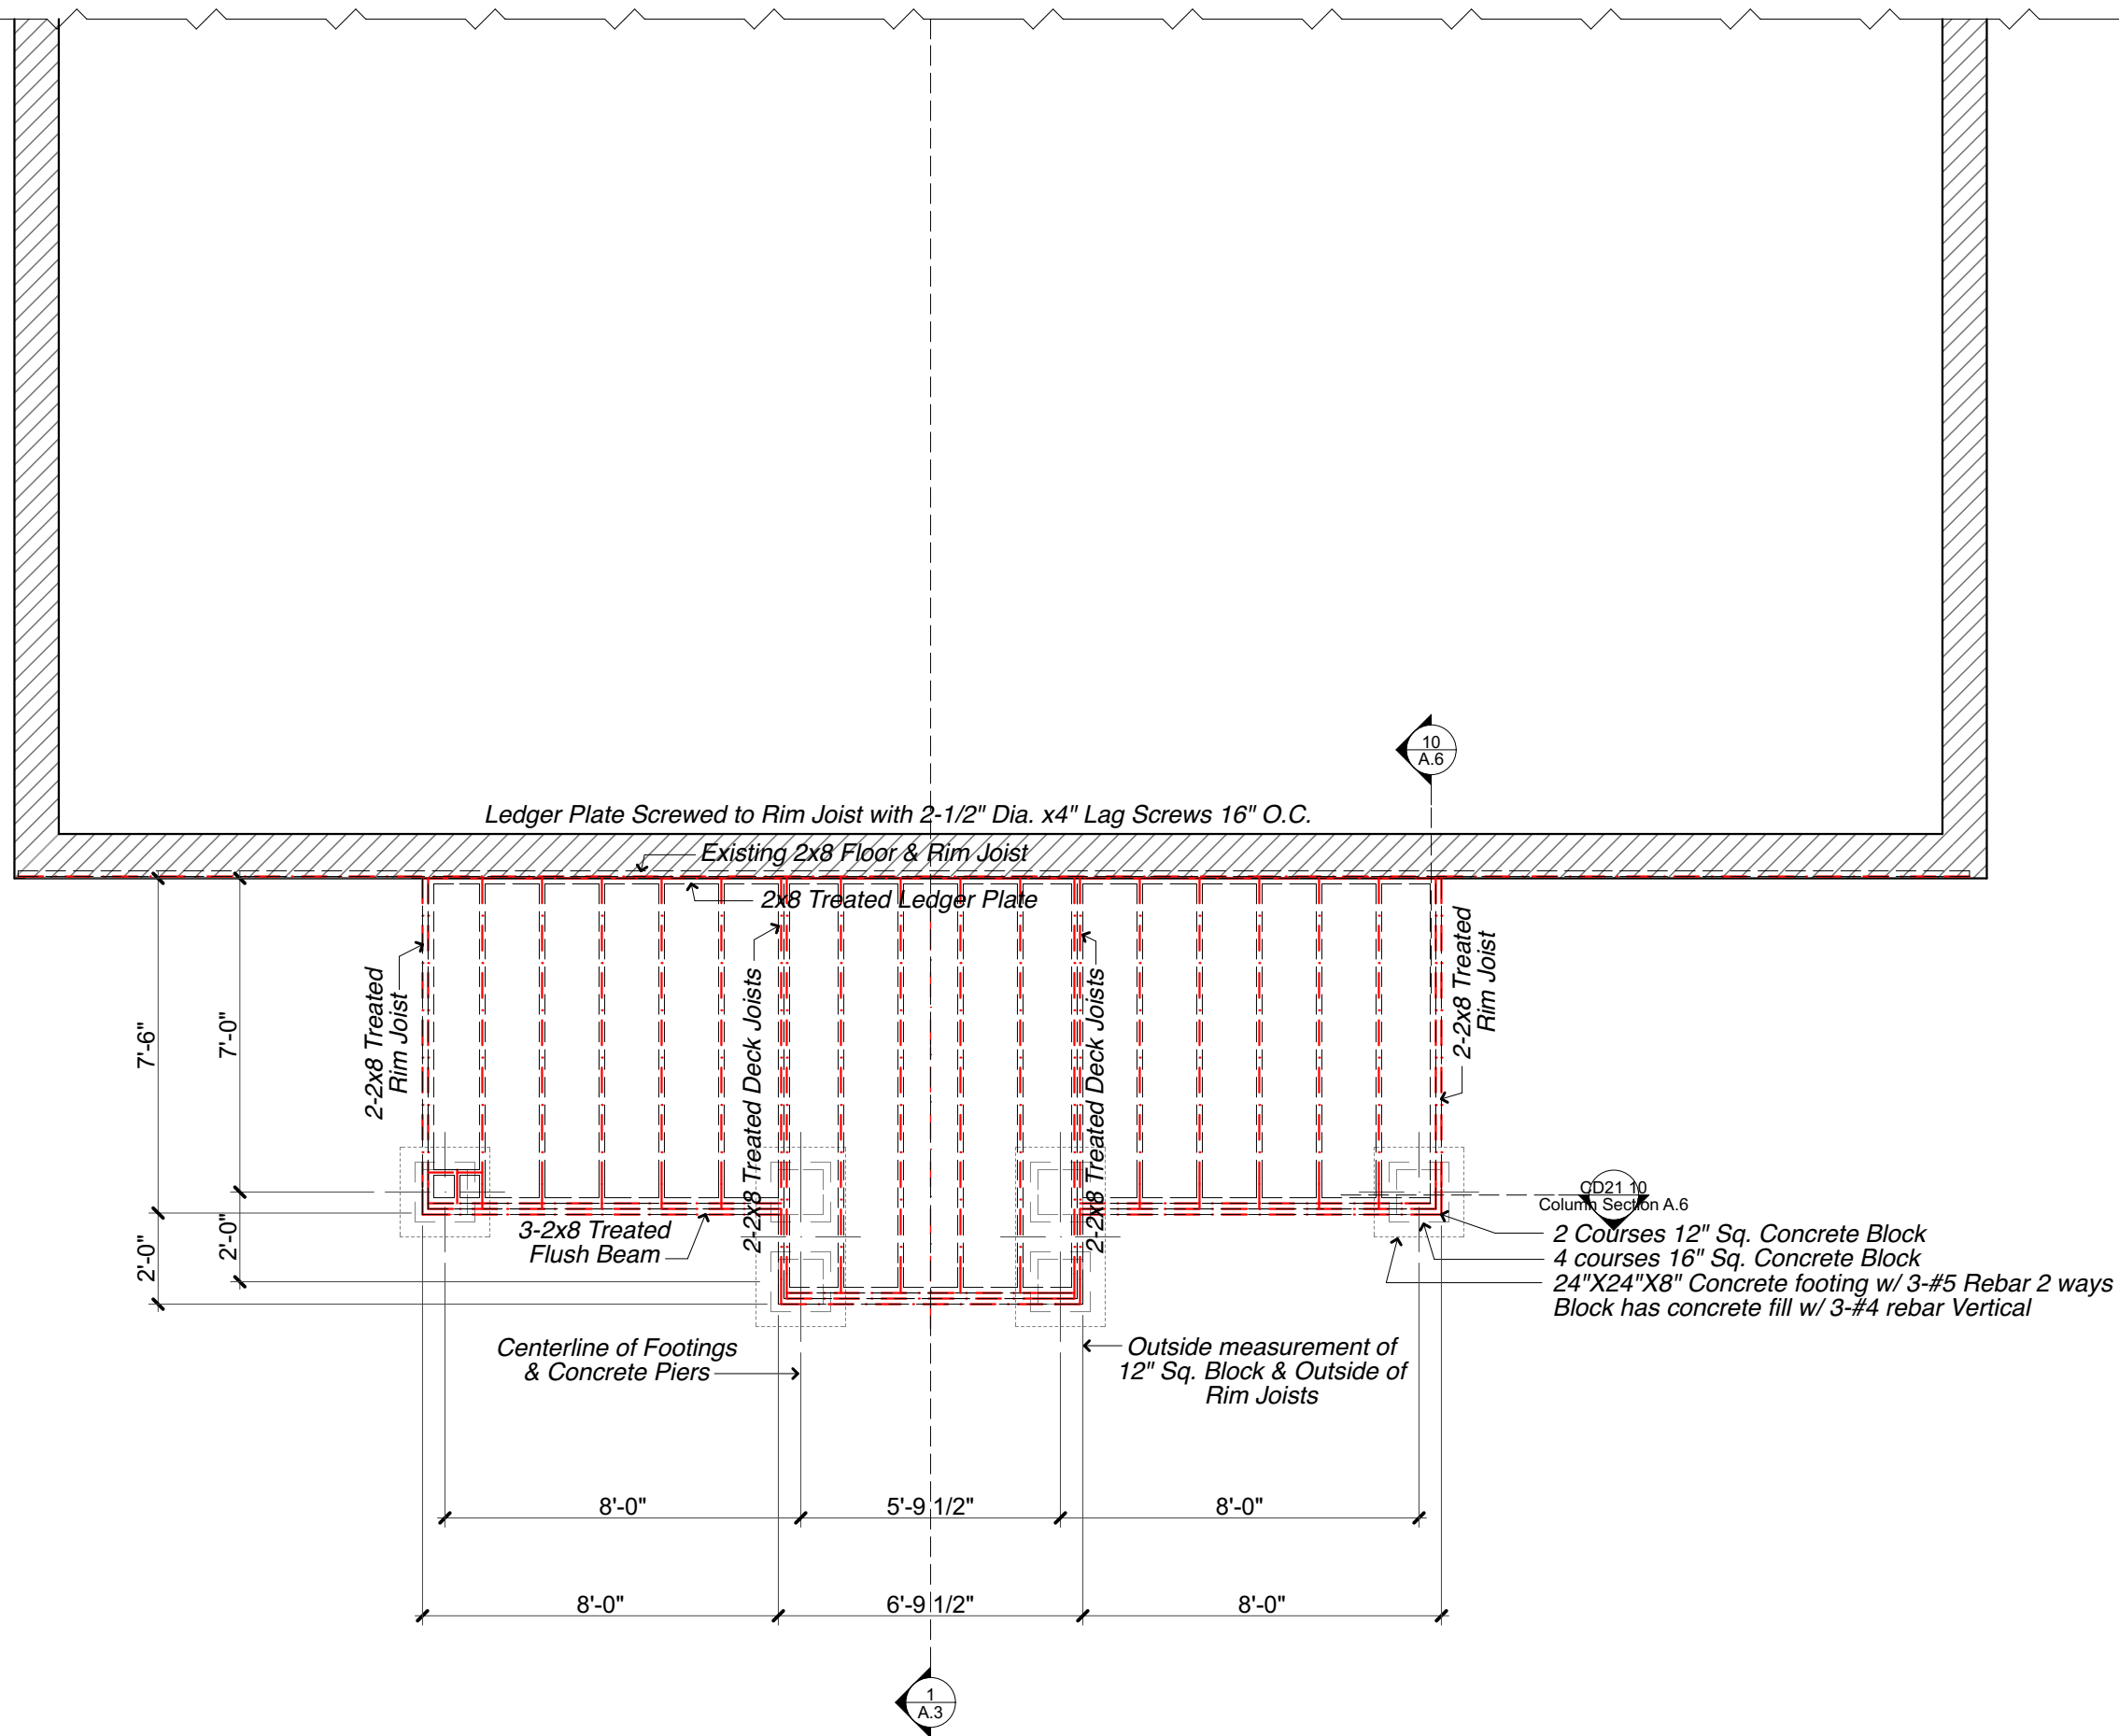 10
A.6
Ledger Plate Screwed to Rim Joist with 2-1/2" Dia. x4" Lag Screws 16" O.C.
Existing 2x8 Floor & Rim Joist
2x8 Treated Ledger Plate
2-2x8 Treated
Rim Joist
2-2x8 Treated Deck Joists
2-2x8 Treated Deck Joists
2-2x8 Treated
Rim Joist
7'-6"
7'-0"
2'-0"
2'-0"
3-2x8 Treated
Flush Beam
CD21 10
Column Section A.6
2 Courses 12" Sq. Concrete Block
4 courses 16" Sq. Concrete Block
24"X24"X8" Concrete footing w/ 3-#5 Rebar 2 ways
Block has concrete fill w/ 3-#4 rebar Vertical
Centerline of Footings
& Concrete Piers
Outside measurement of
12" Sq. Block & Outside of
Rim Joists
8'-0"
5'-9 1/2"
8'-0"
8'-0"
6'-9 1/2"
8'-0"
1
A.3